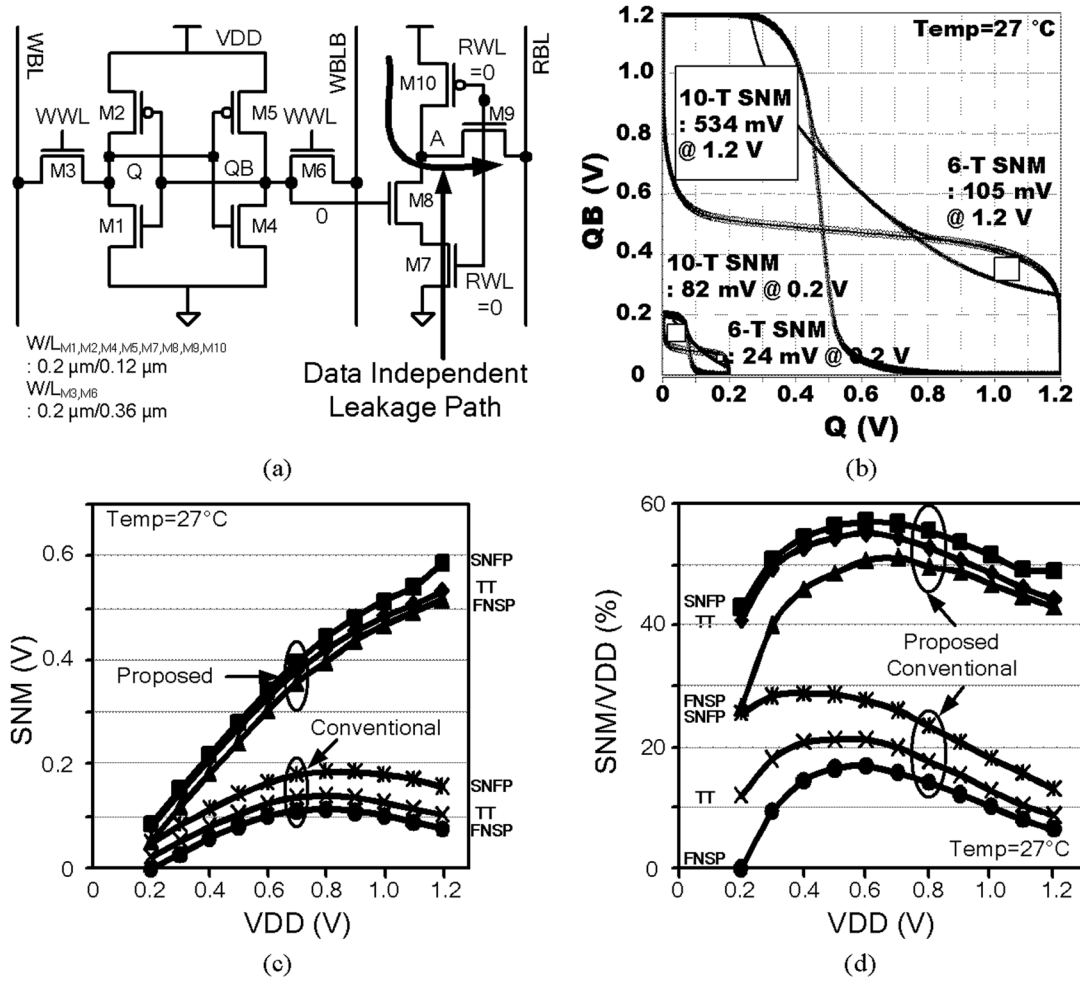 WBL
VDD
WBLB
RWL
=0
RBL
M10
M2
M5
M9
WWL
WWL
A
M3
Q
QB
M6
M8
M1
0
M4
M7
RWL
=0
W/L M1,M2,M4,M5,M7,M8,M9,M10
: 0.2 µm/0.12 µm
W/L M3,M6
: 0.2 µm/0.36 µm
Data Independent
Leakage Path
(a)
1.2
1.0
0.8
0.6
0.4
0.2
0
QB (V)
Temp=27 °C
10-T SNM
: 534 mV
@ 1.2 V
6-T SNM
: 105 mV
@ 1.2 V
10-T SNM
: 82 mV @ 0.2 V
6-T SNM
: 24 mV @ 0.2 V
0 0.2 0.4 0.6 0.8 1.0 1.2
Q (V)
(b)
Temp=27°C
0.6
0.4
0.2
0
SNM (V)
SNFP
TT
FNSP
Proposed
Conventional
SNFP
TT
FNSP
0 0.2 0.4 0.6 0.8 1.0 1.2
VDD (V)
(c)
60
40
20
0
SNM/VDD (%)
SNFP
TT
Proposed
Conventional
FNSP
SNFP
TT
FNSP
Temp=27°C
0 0.2 0.4 0.6 0.8 1.0 1.2
VDD (V)
(d)